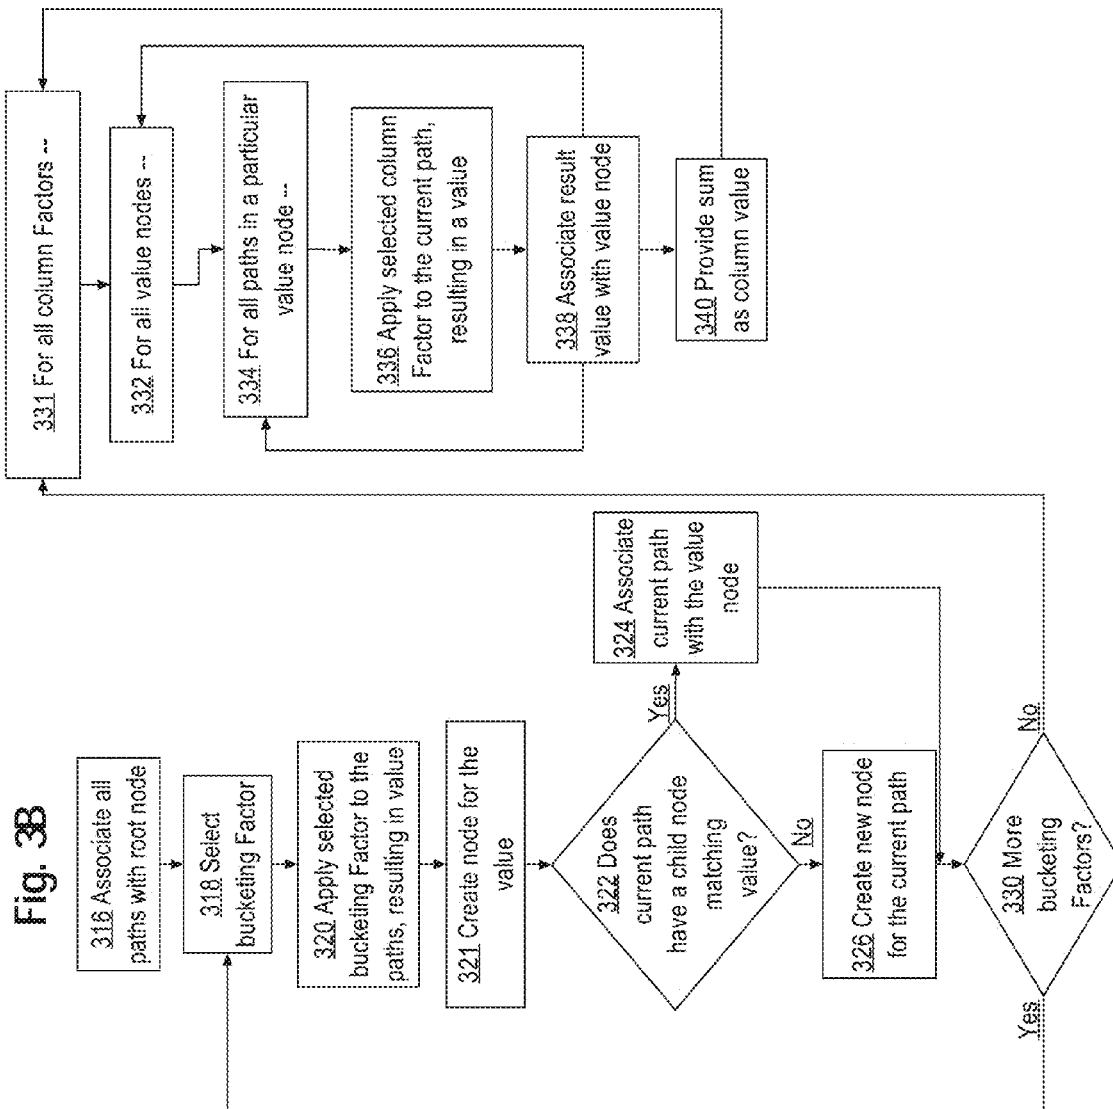 Fig. 3B
316 Associate all
paths with root node
318 Select
bucketing Factor
320 Apply selected
bucketing Factor to the
paths, resulting in value
321 Create node for the
value
322 Does
current path
have a child node
matching
value?
Yes
324 Associate
current path
with the value
node
No
326 Create new node
for the current path
330 More
bucketing
Factors?
Yes
No
331 For all column Factors --
332 For all value nodes --
334 For all paths in a particular
value node --
336 Apply selected column
Factor to the current path,
resulting in a value
338 Associate result
value with value node
340 Provide sum
as column value